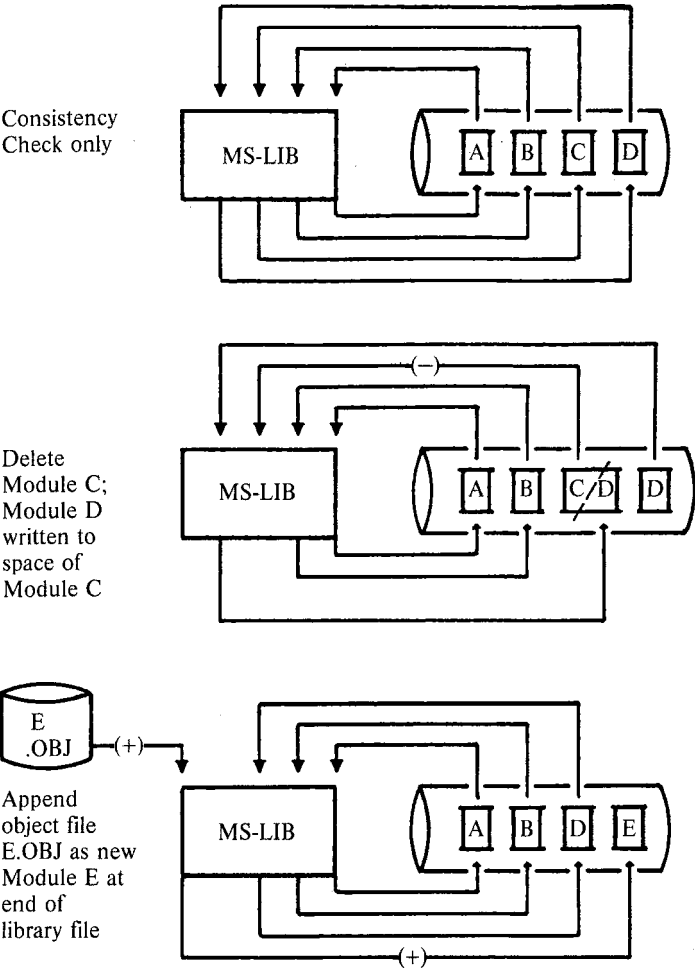 Consistency
Check only
MS-LIB
A B C D
(−)
Delete
Module C;
Module D
written to
space of
Module C
MS-LIB
A B C/D D
E
.OBJ
(+)
Append
object file
E.OBJ as new
Module E at
end of
library file
MS-LIB
A B D E
(+)